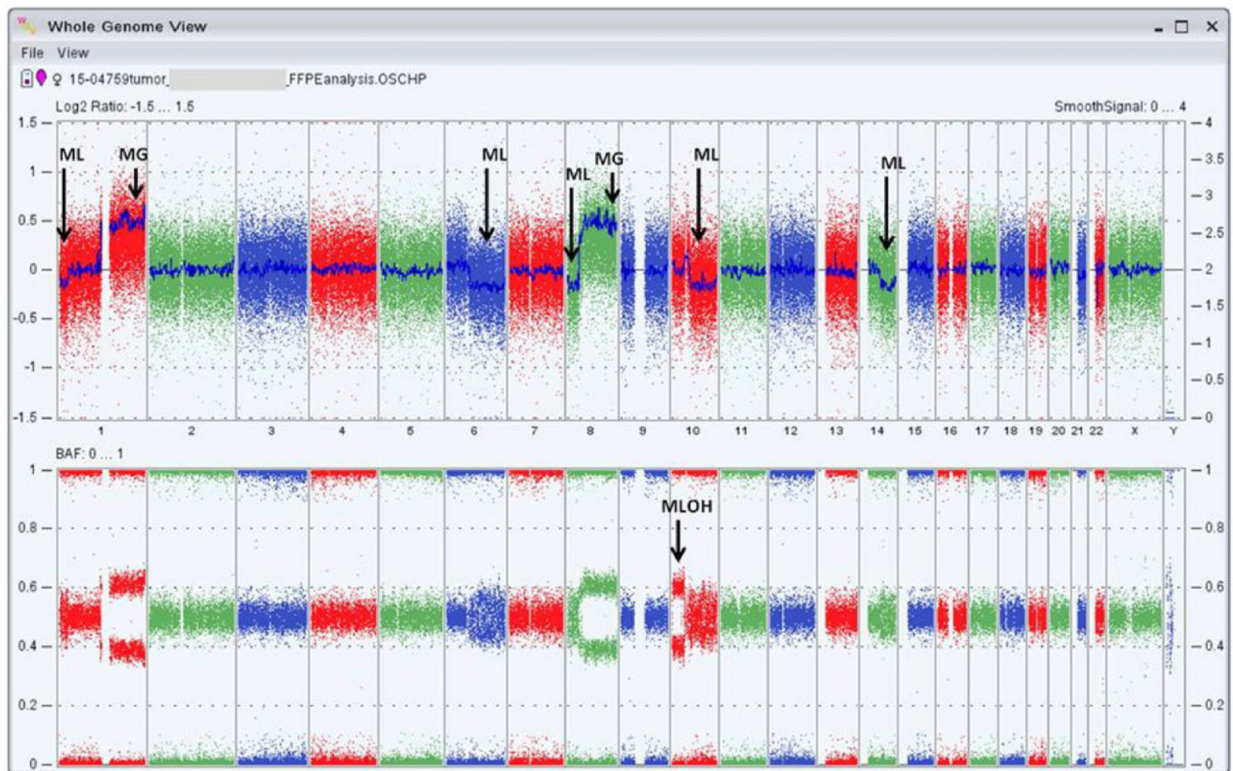 Whole Genome View
File View
♀ 15-04759tumor_ _FFPEanalysis.OSCHP
Log2 Ratio: -1.5 ... 1.5 SmoothSignal: 0 ... 4
1.5 4
ML MG ML ML MG ML ML 3.5
1 3
0.5 2.5
0 2
-0.5 1.5
-1 1
0.5
-1.5 0
1 2 3 4 5 6 7 8 9 10 11 12 13 14 15 16 17 18 19 20 21 22 X Y
BAF: 0 ... 1
1 1
MLOH
0.8 0.8
0.6 0.6
0.4 0.4
0.2 0.2
0 0